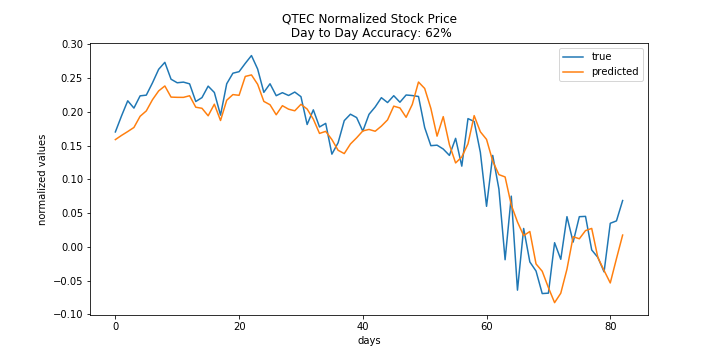 QTEC Normalized Stock Price
Day to Day Accuracy: 62%
true
predicted
normalized values
0.30
0.25
0.20
0.15
0.10
0.05
0.00
−0.05
−0.10
0
20
40
60
80
days